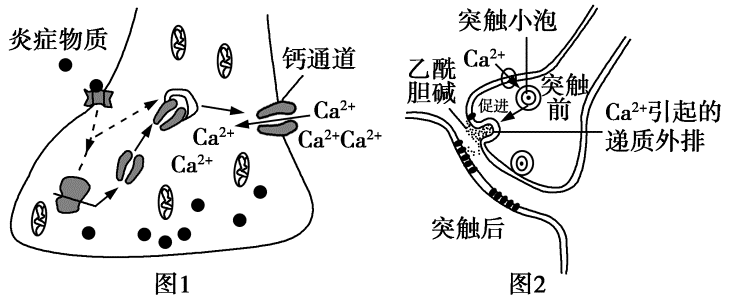 炎症物质
钙通道
Ca²⁺
Ca²⁺
Ca²⁺Ca²⁺
Ca²⁺
图1
突触小泡
Ca²⁺
乙酰
胆碱
促进
突触
前
Ca²⁺引起的
递质外排
突触后
图2